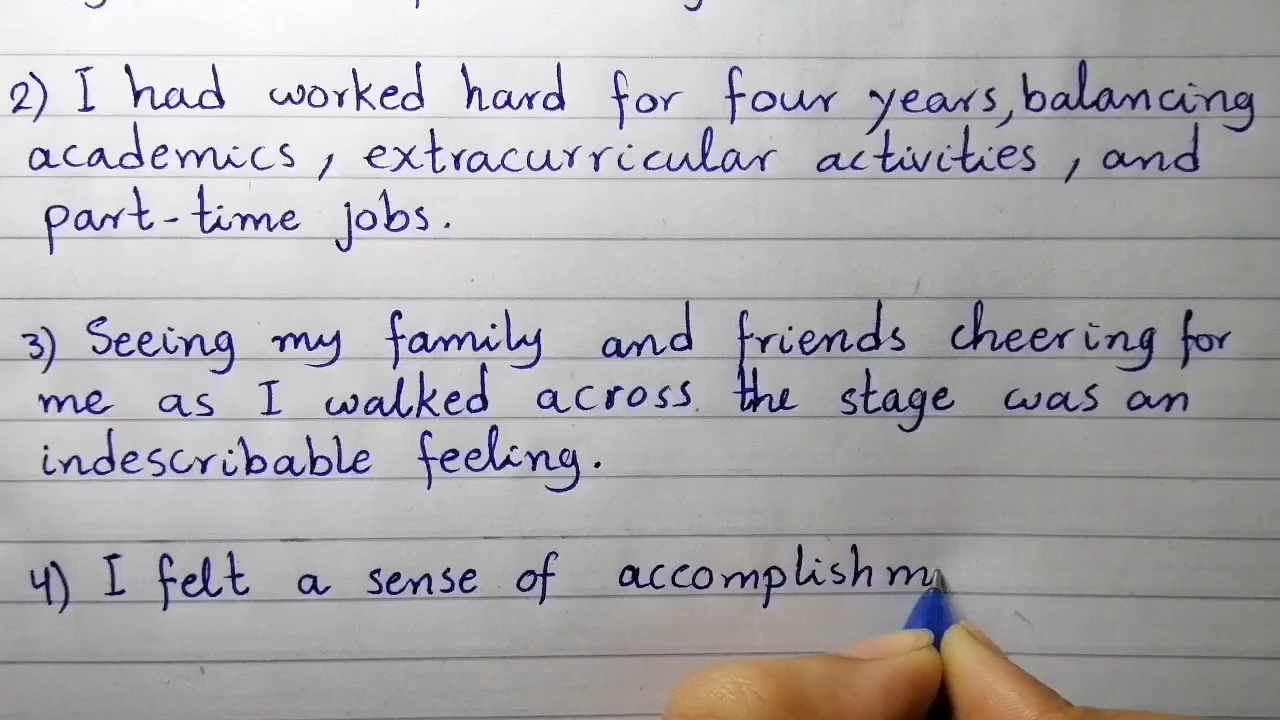 2) I had worked hard for four years, balancing
academics, extracurricular activities, and
part-time jobs.
3) Seeing my family and friends cheering for
me as I walked across the stage was an
indescribable feeling.
4) I felt a sense of accomplishm